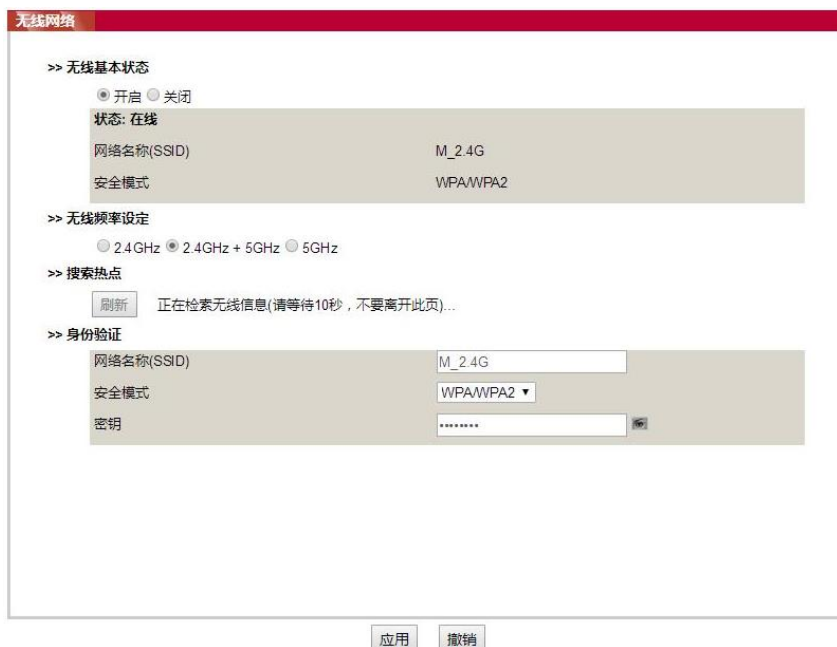 无线网络
>> 无线基本状态
开启 关闭
状态: 在线
网络名称(SSID) M_2.4G
安全模式 WPA/WPA2
>> 无线频率设定
2.4GHz 2.4GHz + 5GHz 5GHz
>> 搜索热点
刷新 正在检索无线信息(请等待10秒，不要离开此页)...
>> 身份验证
网络名称(SSID) M_2.4G
安全模式 WPA/WPA2
密钥 ••••••••
应用 撤销